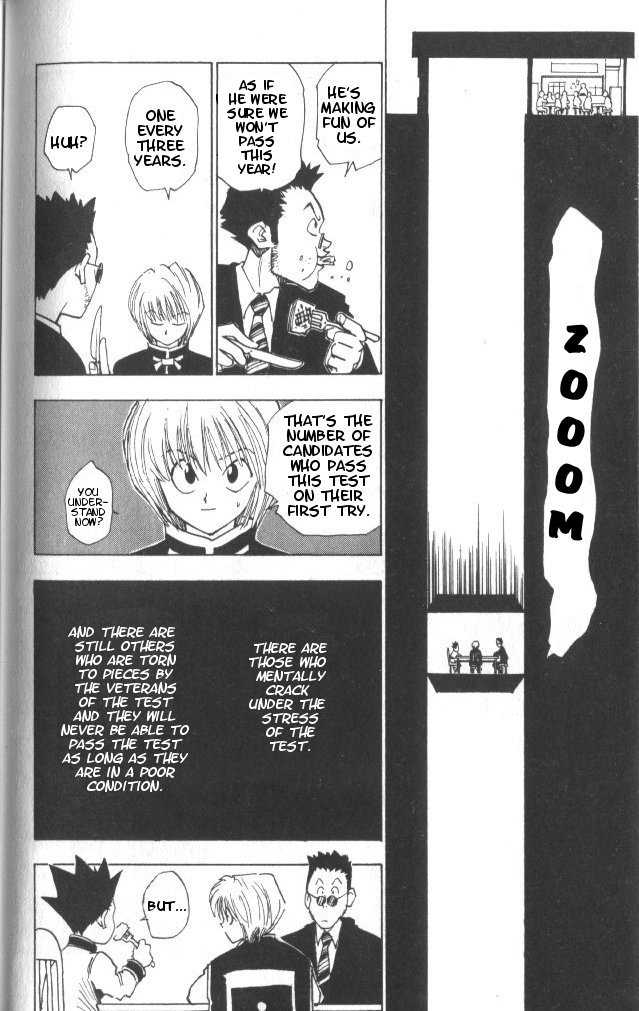 ZOOOM
HE'S
MAKING
FUN OF
US.
AS IF
HE WERE
SURE WE
WON'T
PASS
THIS
YEAR!
ONE
EVERY
THREE
YEARS.
HUH?
THAT'S THE
NUMBER OF
CANDIDATES
WHO PASS
THIS TEST
ON THEIR
FIRST TRY.
YOU
UNDER-
STAND
NOW?
THERE ARE
THOSE WHO
MENTALLY
CRACK
UNDER THE
STRESS
OF THE
TEST.
AND THERE ARE
STILL OTHERS
WHO ARE TORN
TO PIECES BY
THE VETERANS
OF THE TEST
AND THEY WILL
NEVER BE ABLE TO
PASS THE TEST
AS LONG AS THEY
ARE IN A POOR
CONDITION.
BUT...